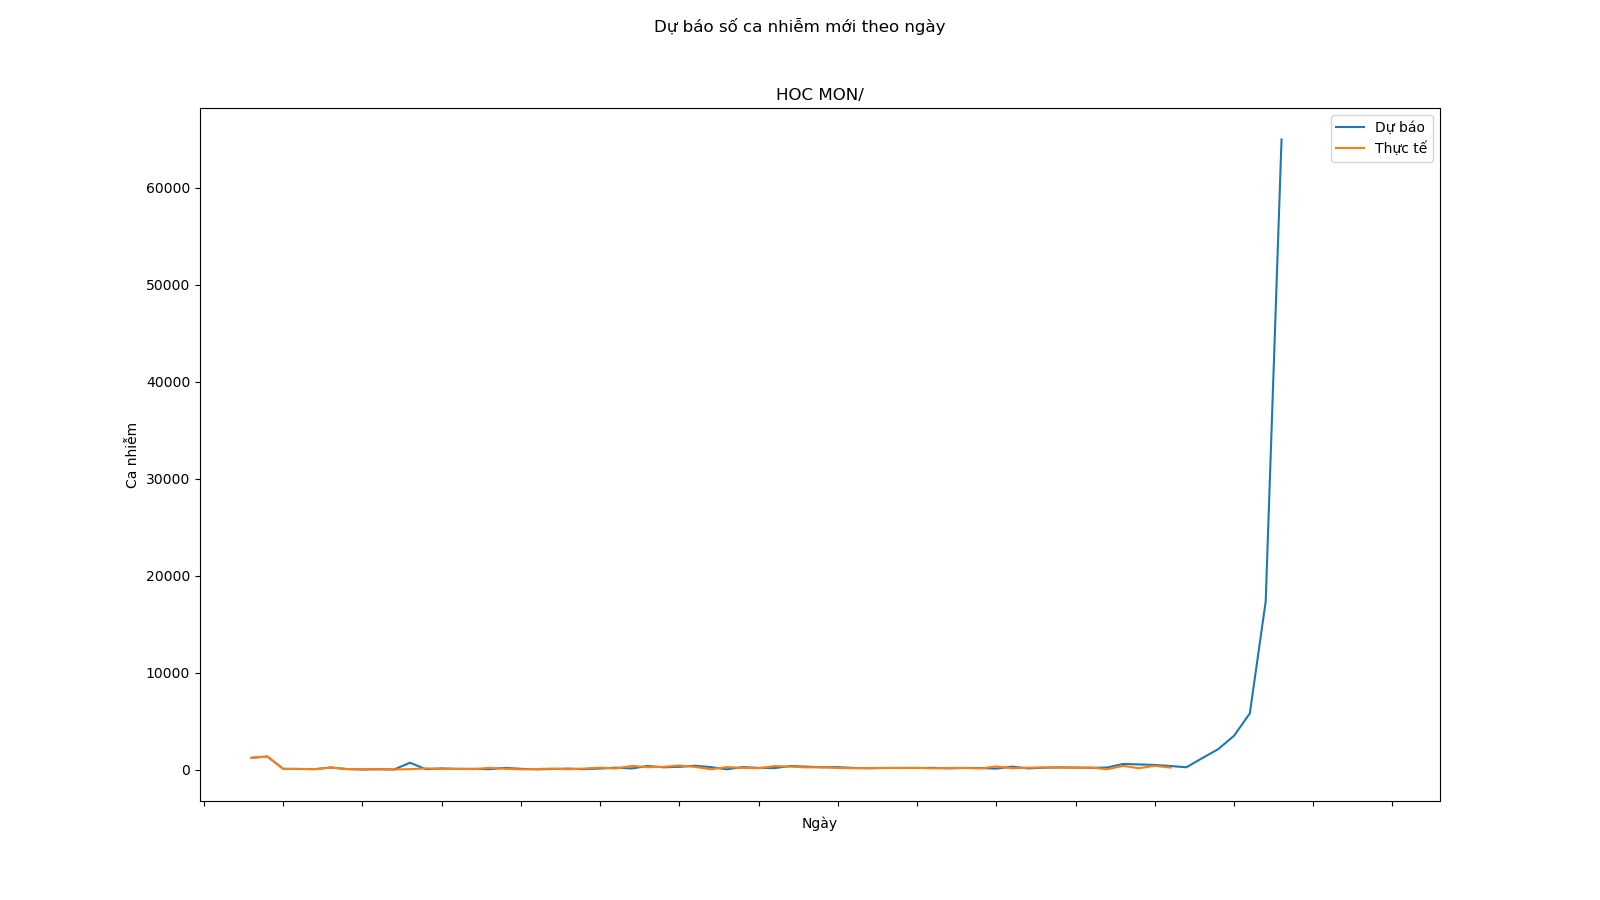 Dự báo số ca nhiễm mới theo ngày
HOC MON/
Dự báo
Thực tế
60000
50000
40000
30000
20000
10000
0
Ca nhiễm
Ngày